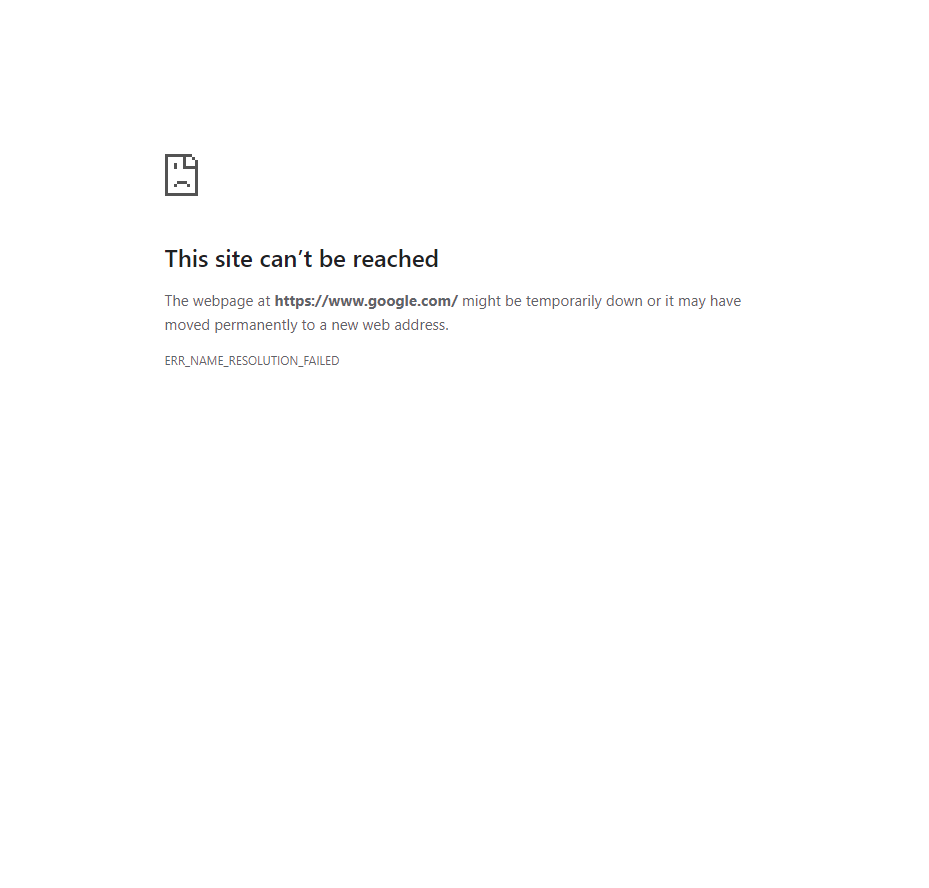 This site can’t be reached
The webpage at https://www.google.com/ might be temporarily down or it may have
moved permanently to a new web address.
ERR_NAME_RESOLUTION_FAILED